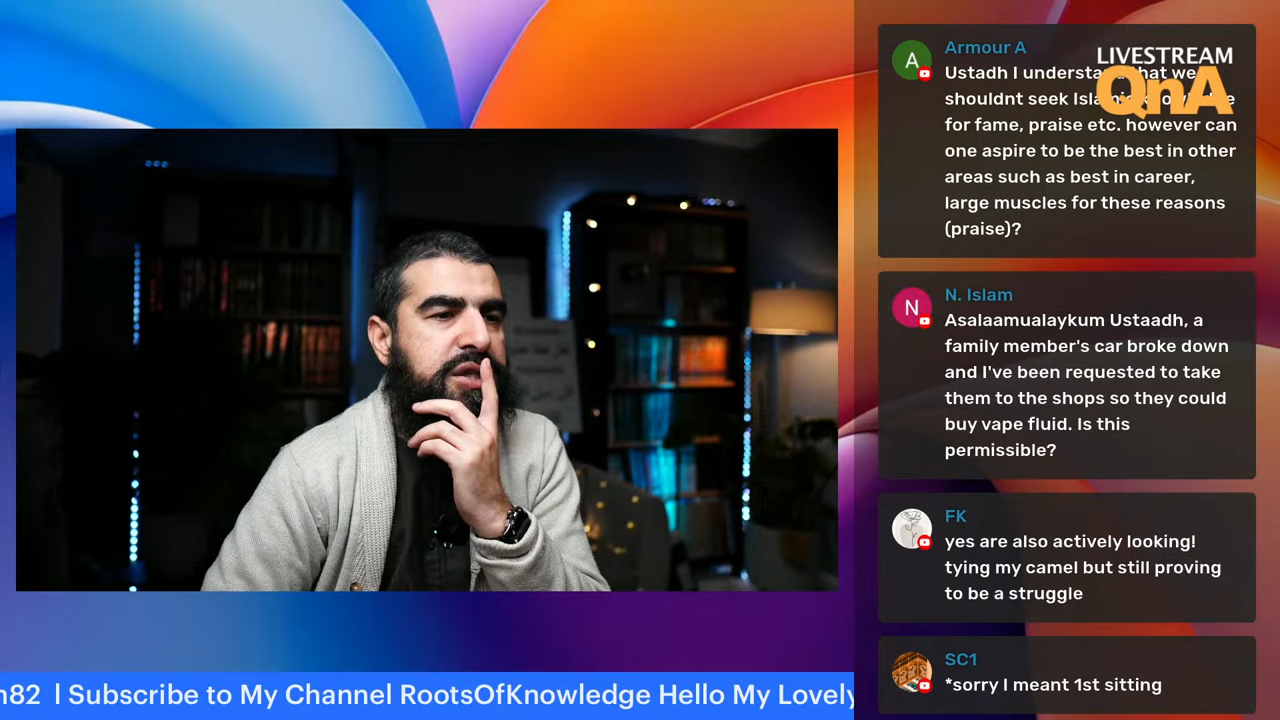 LIVESTREAM
QnA
A
Armour A
Ustadh I understa hat we
shouldnt seek Isla
for fame, praise etc. however can
one aspire to be the best in other
areas such as best in career,
large muscles for these reasons
(praise)?
N
N. Islam
Asalaamualaykum Ustaadh, a
family member's car broke down
and I've been requested to take
them to the shops so they could
buy vape fluid. Is this
permissible?
FK
yes are also actively looking!
tying my camel but still proving
to be a struggle
SC1
*sorry I meant 1st sitting
n82 l Subscribe to My Channel RootsOfKnowledge Hello My Lovely